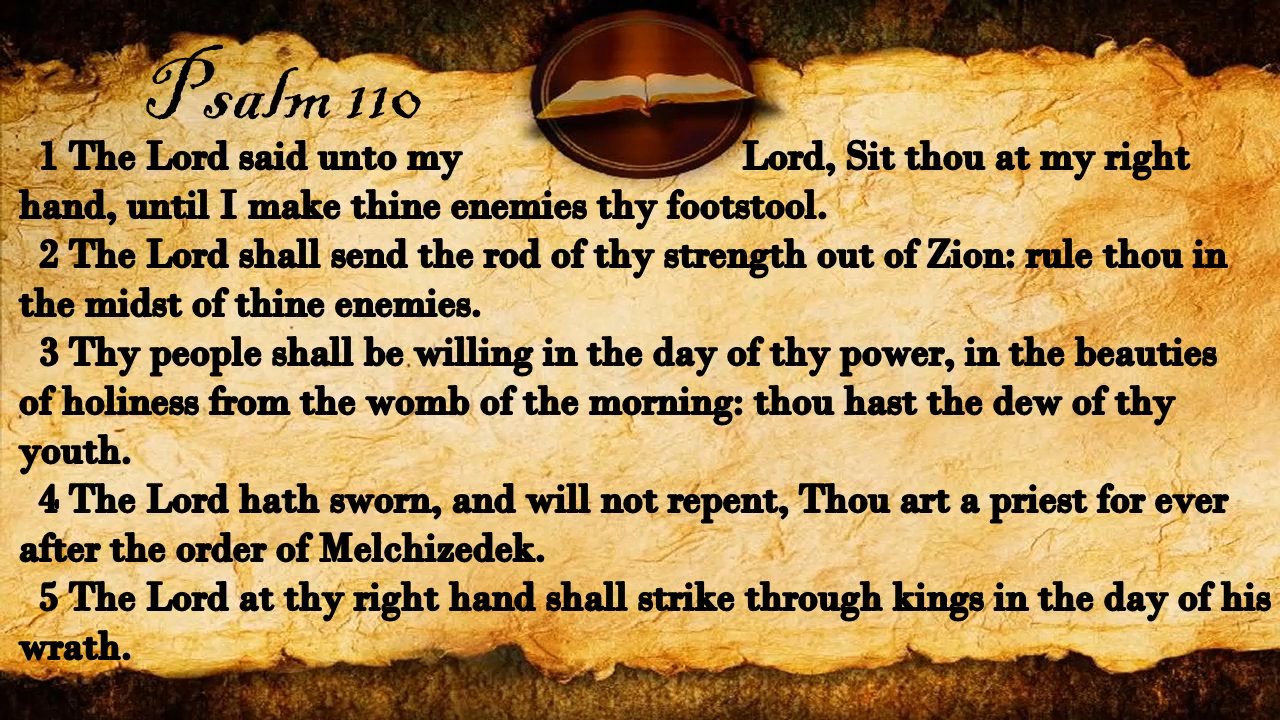 Psalm 110
1 The Lord said unto my Lord, Sit thou at my right
hand, until I make thine enemies thy footstool.
2 The Lord shall send the rod of thy strength out of Zion: rule thou in
the midst of thine enemies.
3 Thy people shall be willing in the day of thy power, in the beauties
of holiness from the womb of the morning: thou hast the dew of thy
youth.
4 The Lord hath sworn, and will not repent, Thou art a priest for ever
after the order of Melchizedek.
5 The Lord at thy right hand shall strike through kings in the day of his
wrath.